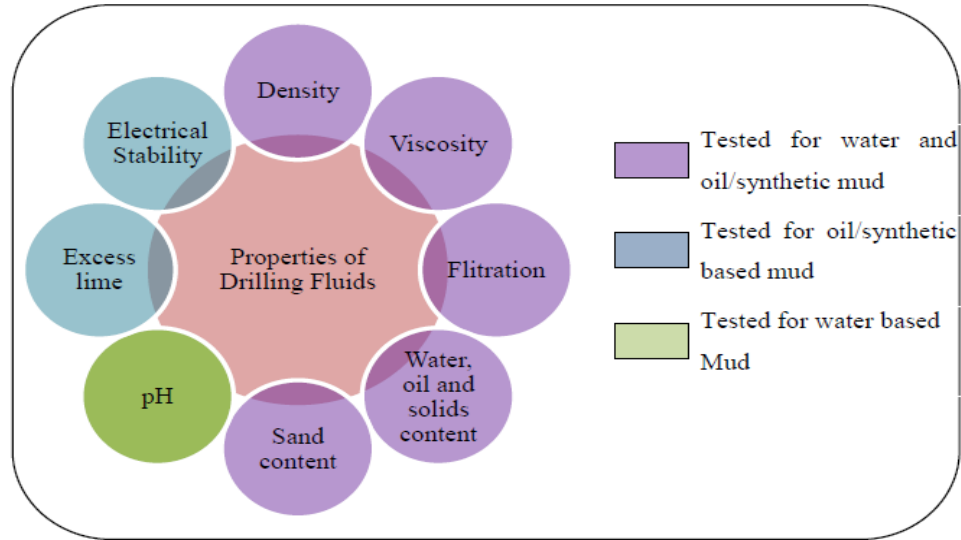 Density
Viscosity
Flitration
Water,
oil and
solids
content
Sand
content
pH
Excess
lime
Electrical
Stability
Properties of
Drilling Fluids
Tested for water and
oil/synthetic mud
Tested for oil/synthetic
based mud
Tested for water based
Mud